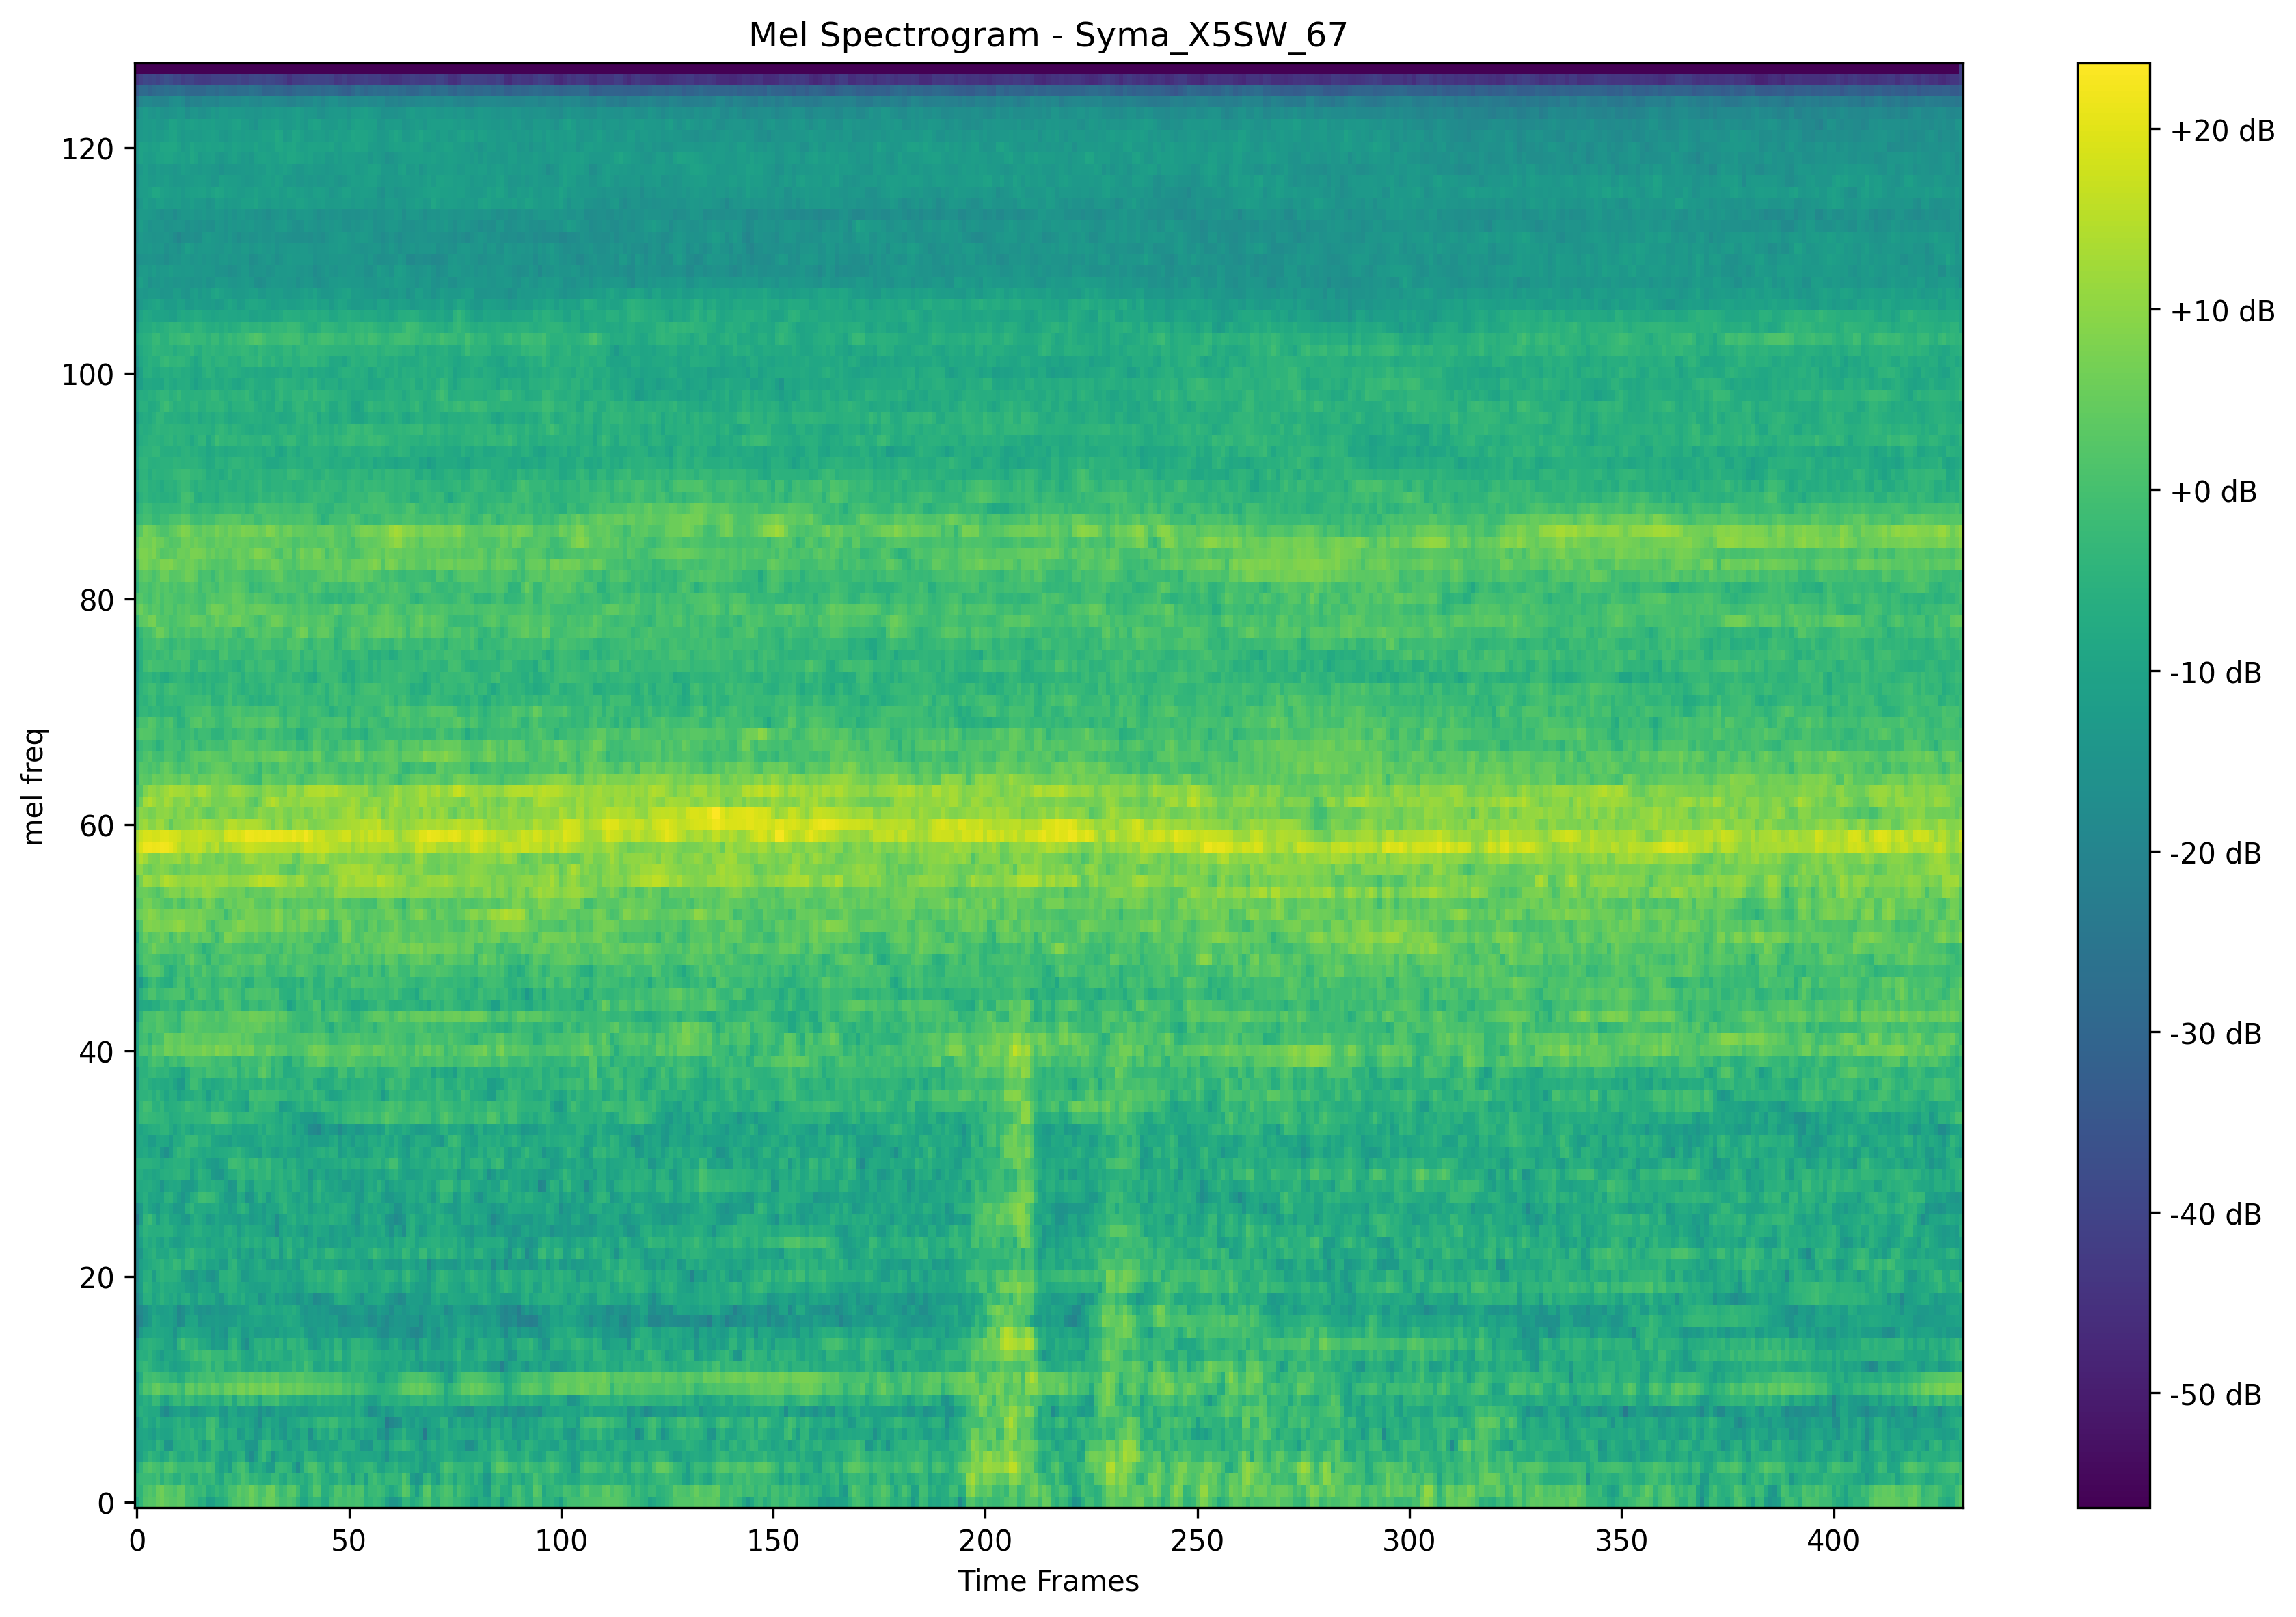 Mel Spectrogram - Syma_X5SW_67
mel freq
120
100
80
60
40
20
0
0 50 100 150 200 250 300 350 400
Time Frames
+20 dB
+10 dB
+0 dB
-10 dB
-20 dB
-30 dB
-40 dB
-50 dB